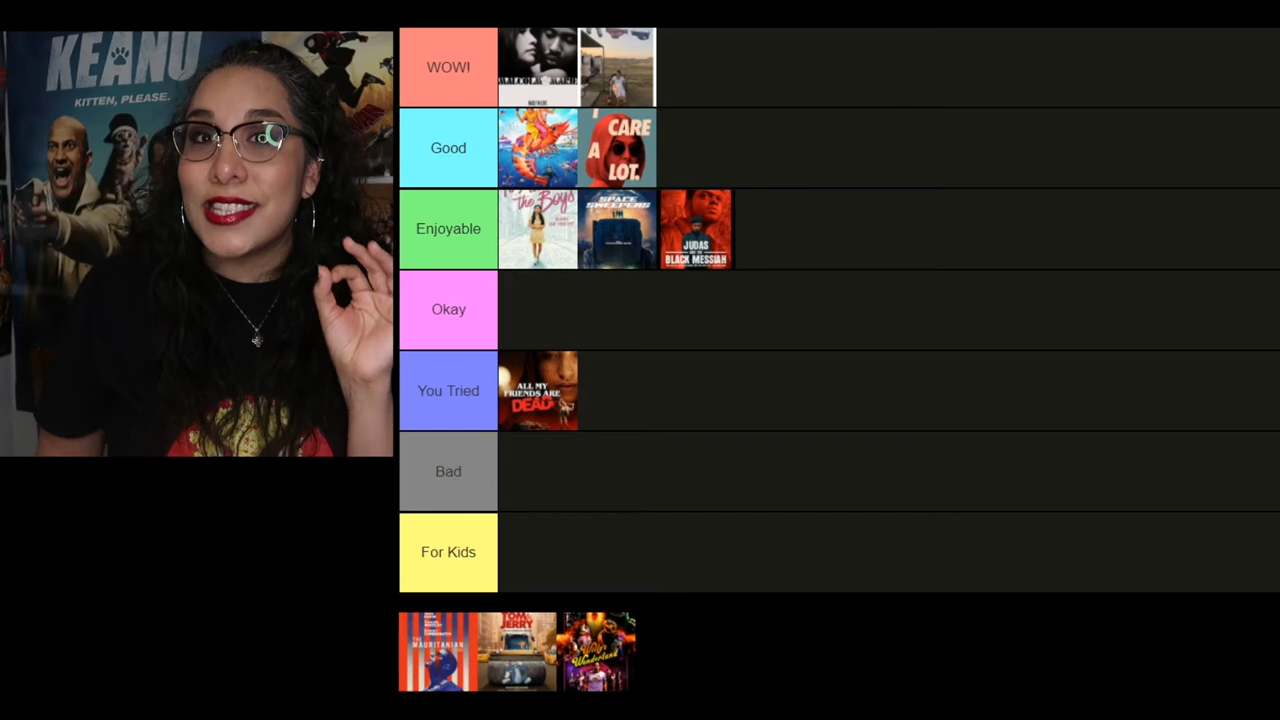 KEANU
KITTEN, PLEASE.
WOW!
MALCOLM & MARIE
Good
I
CARE
A
LOT.
Enjoyable
the Boys
SPACE
SWEEPERS
JUDAS
AND THE
BLACK MESSIAH
Okay
You Tried
ALL MY
FRIENDS ARE
DEAD
Bad
For Kids
THE
MAURITANIAN
TOM
JERRY
Willy's
Wonderland